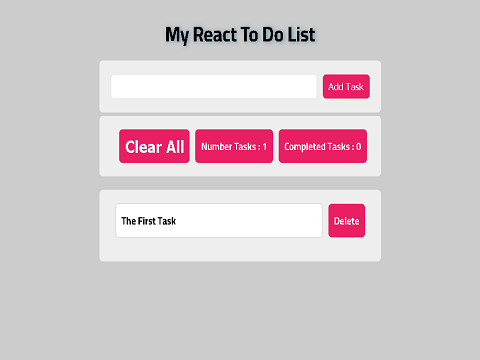 My React To Do List
Add Task
Clear All
Number Tasks : 1
Completed Tasks : 0
The First Task
Delete